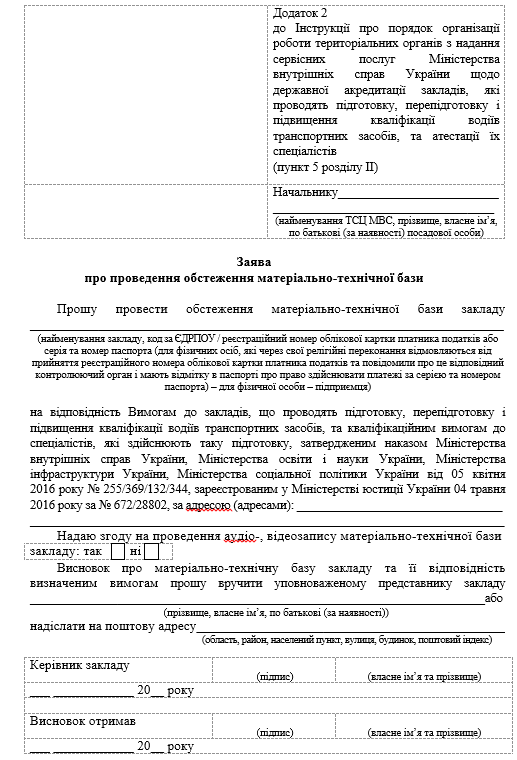 Додаток 2
до Інструкції про порядок організації
роботи територіальних органів з надання
сервісних послуг Міністерства
внутрішніх справ України щодо
державної акредитації закладів, які
проводять підготовку, перепідготовку і
підвищення кваліфікації водіїв
транспортних засобів, та атестації їх
спеціалістів
(пункт 5 розділу II)
Начальнику__________________________
____________________________________
(найменування ТСЦ МВС, прізвище, власне ім’я,
по батькові (за наявності) посадової особи)
Заява
про проведення обстеження матеріально-технічної бази
Прошу провести обстеження матеріально-технічної бази закладу
______________________________________________________________________________
(найменування закладу, код за ЄДРПОУ / реєстраційний номер облікової картки платника податків або
серія та номер паспорта (для фізичних осіб, які через свої релігійні переконання відмовляються від
прийняття реєстраційного номера облікової картки платника податків та повідомили про це відповідний
контролюючий орган і мають відмітку в паспорті про право здійснювати платежі за серією та номером
паспорта) – для фізичної особи – підприємця)
на відповідність Вимогам до закладів, що проводять підготовку, перепідготовку і
підвищення кваліфікації водіїв транспортних засобів, та кваліфікаційним вимогам до
спеціалістів, які здійснюють таку підготовку, затвердженим наказом Міністерства
внутрішніх справ України, Міністерства освіти і науки України, Міністерства
інфраструктури України, Міністерства соціальної політики України від 05 квітня
2016 року № 255/369/132/344, зареєстрованим у Міністерстві юстиції України 04 травня
2016 року за № 672/28802, за адресою (адресами): __________________________________
______________________________________________________________________________
Надаю згоду на проведення аудіо-, відеозапису матеріально-технічної бази
закладу: так ні
Висновок про матеріально-технічну базу закладу та її відповідність
визначеним вимогам прошу вручити уповноваженому представнику закладу
__________________________________________________________________________або
(прізвище, власне ім’я, по батькові (за наявності))
надіслати на поштову адресу__________________________________________________
(область, район, населений пункт, вулиця, будинок, поштовий індекс)
Керівник закладу
(підпис) (власне ім’я та прізвище)
___ _____________ 20__ року
Висновок отримав
(підпис) (власне ім’я та прізвище)
___ _____________ 20__ року